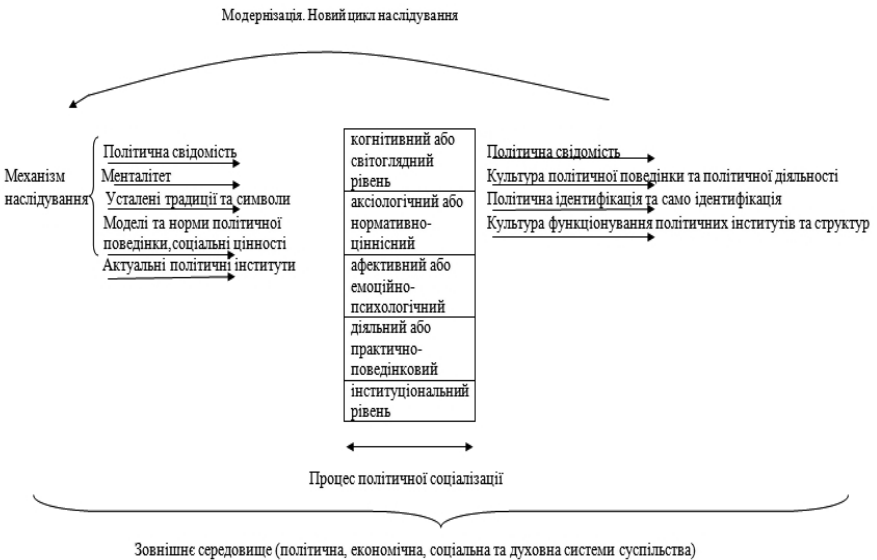 Модернізація. Новий цикл наслідування
Механізм
наслідування
Політична свідомість
Менталітет
Усталені традиції та символи
Моделі та норми політичної
поведінки,соціальні цінності
Актуальні політичні інститути
когнітивний або
світоглядний
рівень
аксіологічний або
нормативно-
ціннісний
афективний або
емоційно-
психологічний
діяльний або
практично-
поведінковий
інституціональний
рівень
Політична свідомість
Культура політичної поведінки та політичної діяльності
Політична ідентифікація та само ідентифікація
Культура функціонування політичних інститутів та структур
Процес політичної соціалізації
Зовнішнє середовище (політична, економічна, соціальна та духовна системи суспільства)